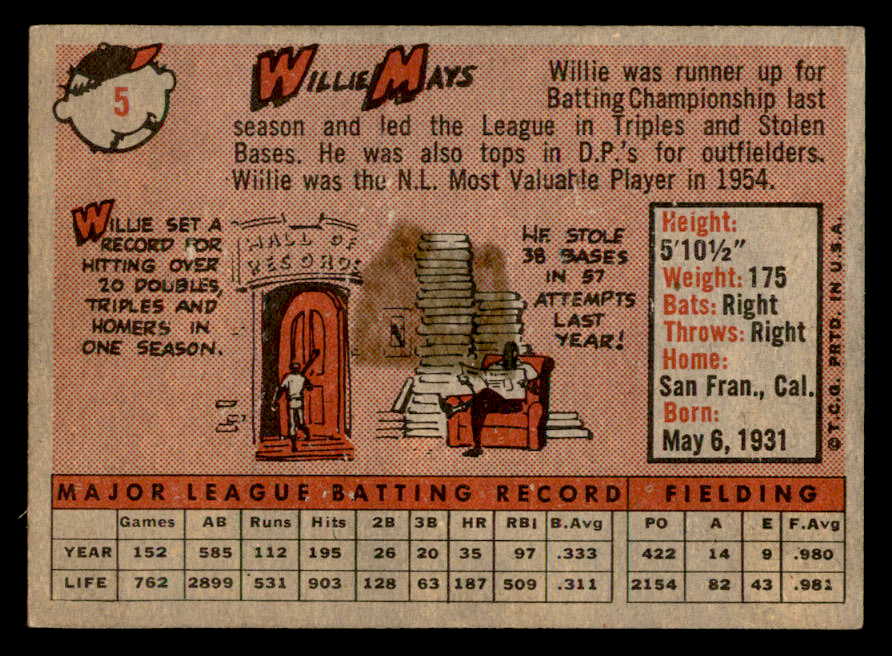 5
WILLIE MAYS
Willie was runner up for
Batting Championship last
season and led the League in Triples and Stolen
Bases. He was also tops in D.P.'s for outfielders.
Willie was the N.L. Most Valuable Player in 1954.
WILLIE SET A
RECORD FOR
HITTING OVER
20 DOUBLES,
TRIPLES AND
HOMERS IN
ONE SEASON.
HALL OF
RECORDS
HE STOLE
38 BASES
IN 57
ATTEMPTS
LAST
YEAR!
Height:
5'10½"
Weight: 175
Bats: Right
Throws: Right
Home:
San Fran., Cal.
Born:
May 6, 1931
© T.C.G. PRTD. IN U.S.A.
MAJOR LEAGUE BATTING RECORD FIELDING
Games AB Runs Hits 2B 3B HR RBI B.Avg PO A E F.Avg
YEAR 152 585 112 195 26 20 35 97 .333 422 14 9 .980
LIFE 762 2899 531 903 128 63 187 509 .311 2154 82 43 .981